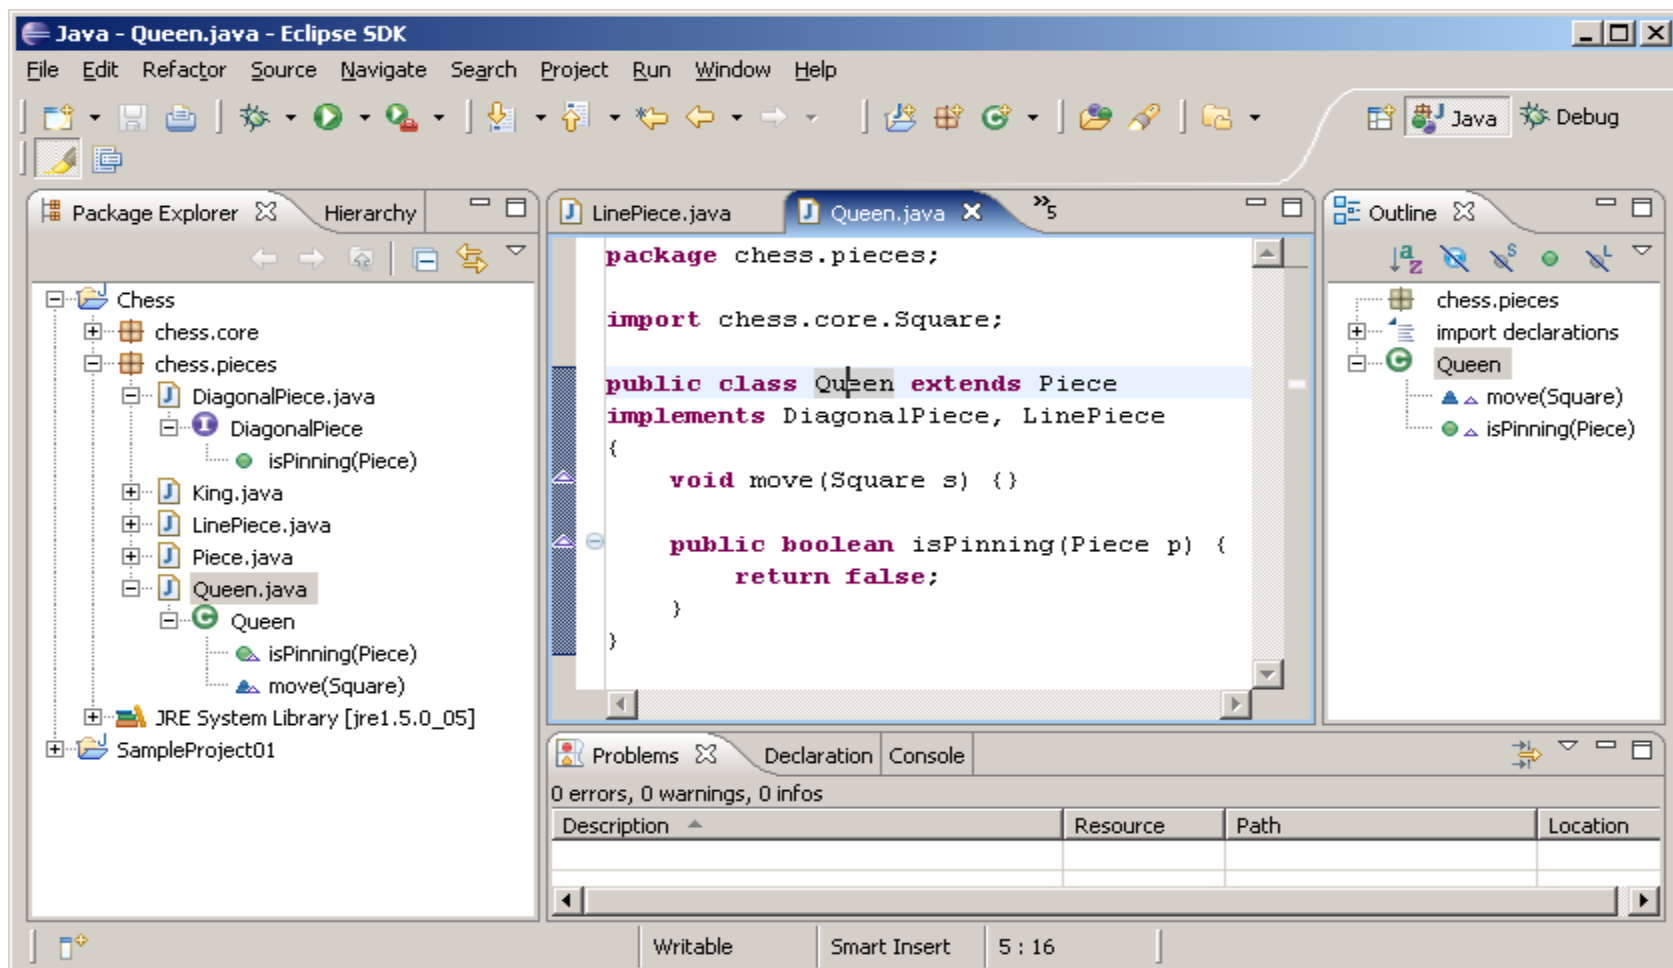 Java - Queen.java - Eclipse SDK
File Edit Refactor Source Navigate Search Project Run Window Help
Java Debug
Package Explorer Hierarchy
Chess
chess.core
chess.pieces
DiagonalPiece.java
DiagonalPiece
isPinning(Piece)
King.java
LinePiece.java
Piece.java
Queen.java
Queen
isPinning(Piece)
move(Square)
JRE System Library [jre1.5.0_05]
SampleProject01
LinePiece.java Queen.java »5
package chess.pieces;
import chess.core.Square;
public class Queen extends Piece
implements DiagonalPiece, LinePiece
{
void move(Square s) {}
public boolean isPinning(Piece p) {
return false;
}
}
Outline
chess.pieces
import declarations
Queen
move(Square)
isPinning(Piece)
Problems Declaration Console
0 errors, 0 warnings, 0 infos
Description Resource Path Location
Writable Smart Insert 5 : 16